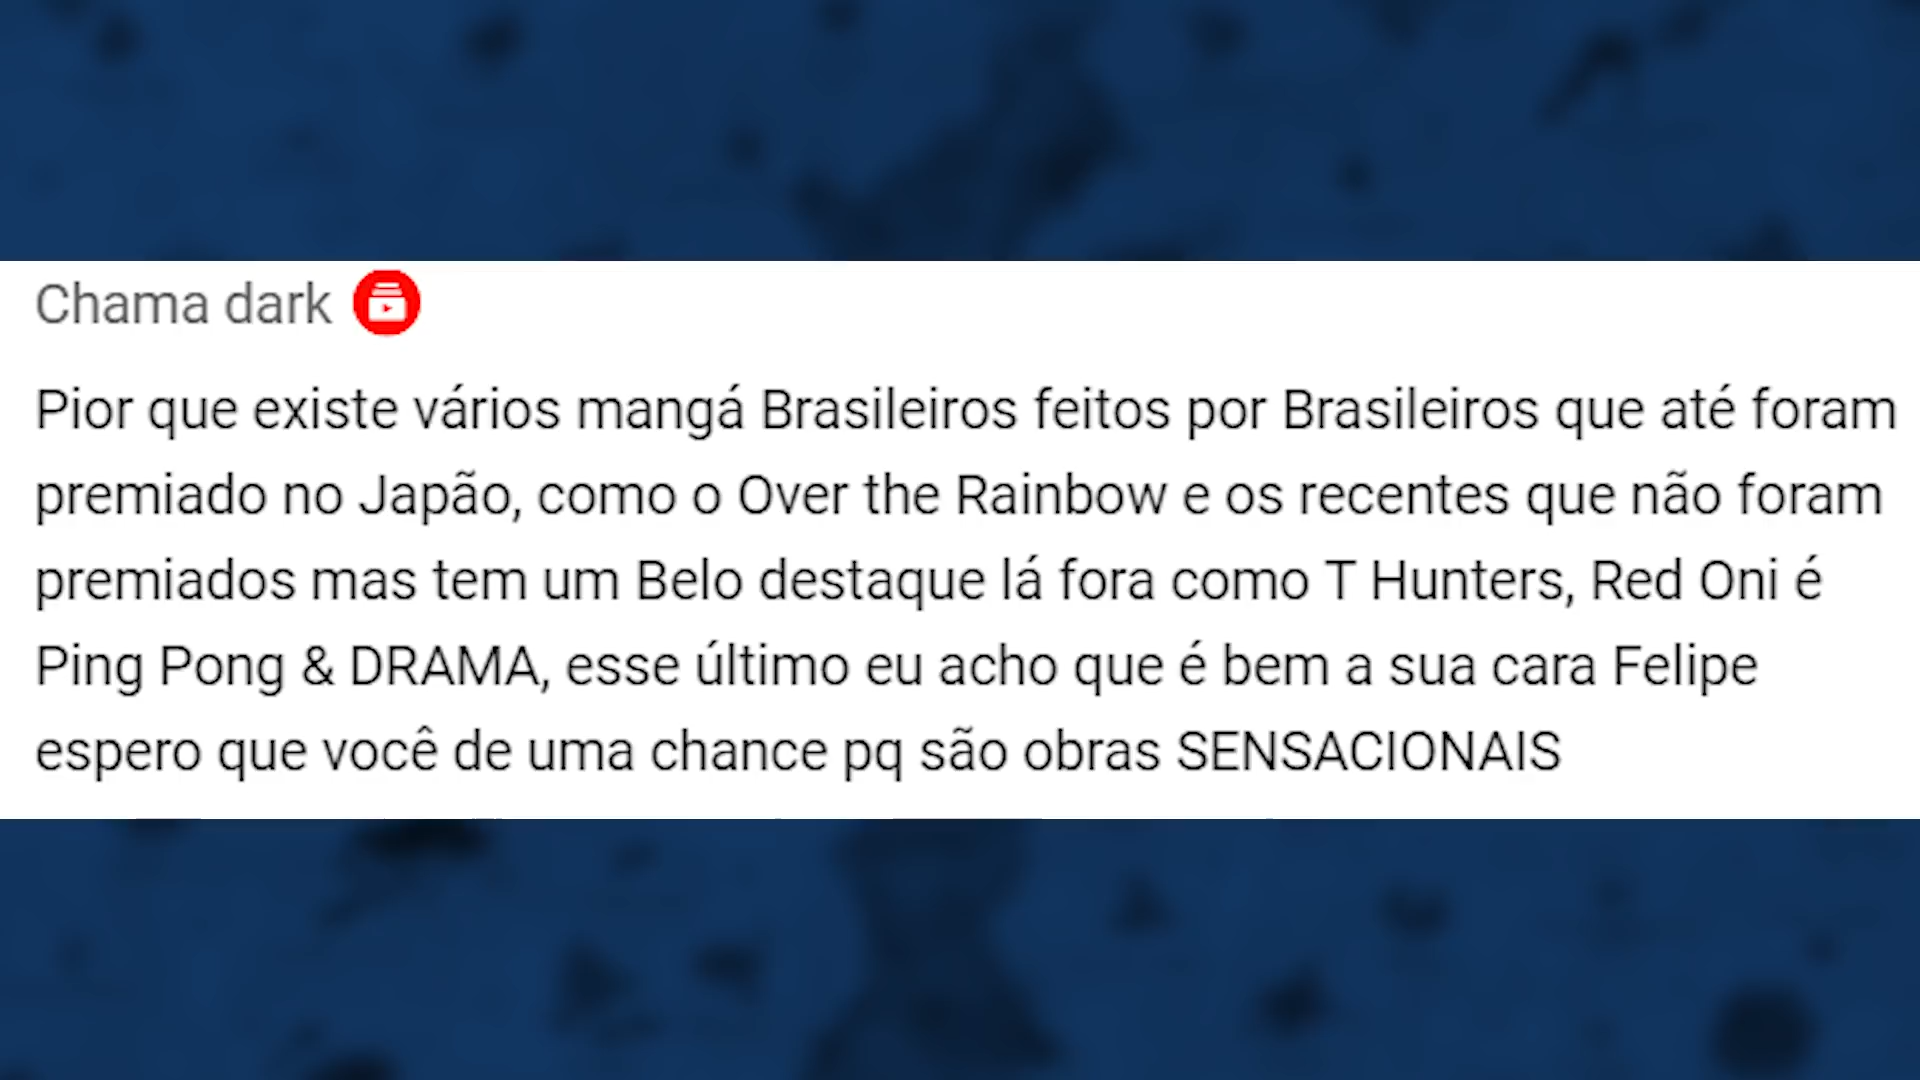 Chama dark
Pior que existe vários mangá Brasileiros feitos por Brasileiros que até foram
premiado no Japão, como o Over the Rainbow e os recentes que não foram
premiados mas tem um Belo destaque lá fora como T Hunters, Red Oni é
Ping Pong & DRAMA, esse último eu acho que é bem a sua cara Felipe
espero que você de uma chance pq são obras SENSACIONAIS